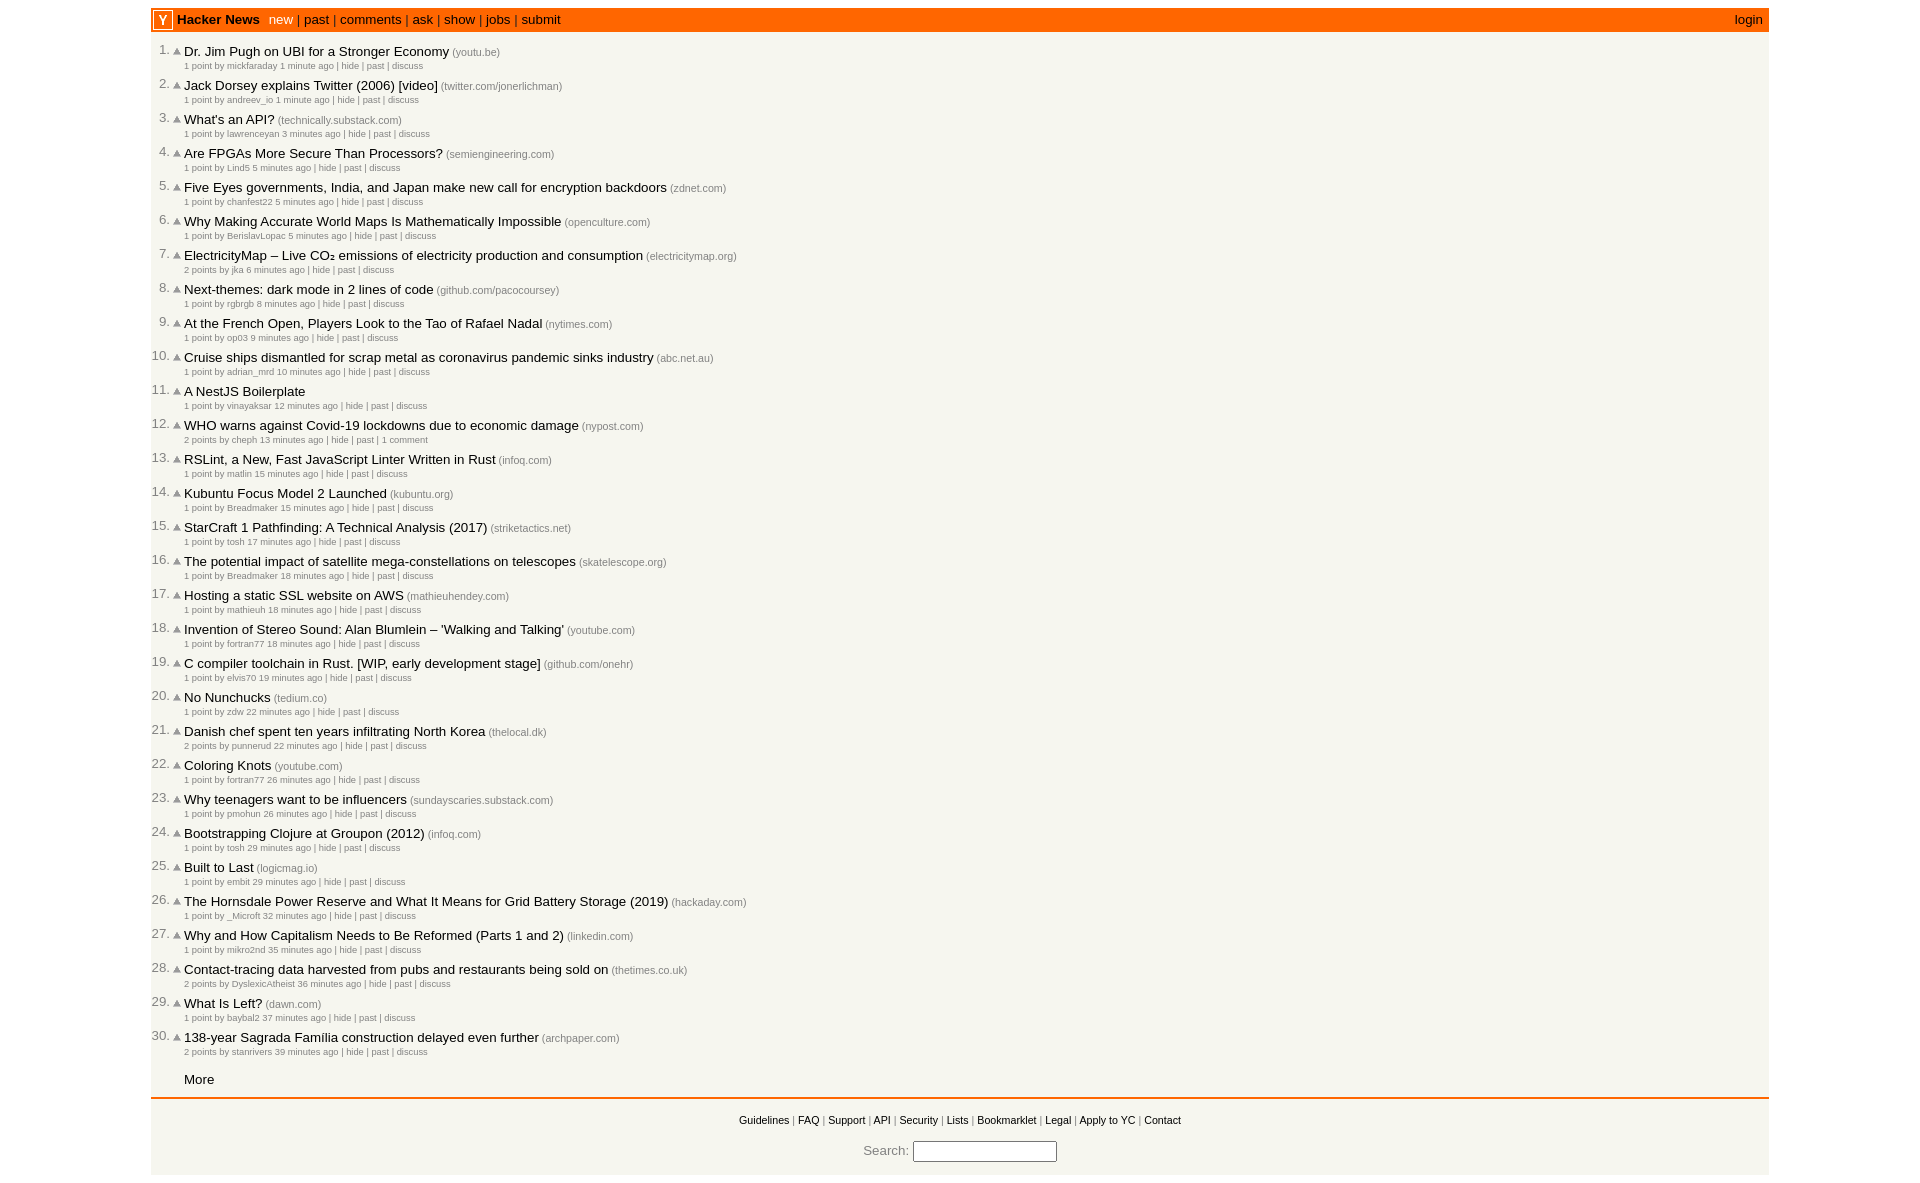 Y Hacker News new | past | comments | ask | show | jobs | submit login
1. Dr. Jim Pugh on UBI for a Stronger Economy (youtu.be)
1 point by mickfaraday 1 minute ago | hide | past | discuss
2. Jack Dorsey explains Twitter (2006) [video] (twitter.com/jonerlichman)
1 point by andreev_io 1 minute ago | hide | past | discuss
3. What's an API? (technically.substack.com)
1 point by lawrenceyan 3 minutes ago | hide | past | discuss
4. Are FPGAs More Secure Than Processors? (semiengineering.com)
1 point by Lind5 5 minutes ago | hide | past | discuss
5. Five Eyes governments, India, and Japan make new call for encryption backdoors (zdnet.com)
1 point by chanfest22 5 minutes ago | hide | past | discuss
6. Why Making Accurate World Maps Is Mathematically Impossible (openculture.com)
1 point by BerislavLopac 5 minutes ago | hide | past | discuss
7. ElectricityMap – Live CO₂ emissions of electricity production and consumption (electricitymap.org)
2 points by jka 6 minutes ago | hide | past | discuss
8. Next-themes: dark mode in 2 lines of code (github.com/pacocoursey)
1 point by rgbrgb 8 minutes ago | hide | past | discuss
9. At the French Open, Players Look to the Tao of Rafael Nadal (nytimes.com)
1 point by op03 9 minutes ago | hide | past | discuss
10. Cruise ships dismantled for scrap metal as coronavirus pandemic sinks industry (abc.net.au)
1 point by adrian_mrd 10 minutes ago | hide | past | discuss
11. A NestJS Boilerplate
1 point by vinayaksar 12 minutes ago | hide | past | discuss
12. WHO warns against Covid-19 lockdowns due to economic damage (nypost.com)
2 points by cheph 13 minutes ago | hide | past | 1 comment
13. RSLint, a New, Fast JavaScript Linter Written in Rust (infoq.com)
1 point by matlin 15 minutes ago | hide | past | discuss
14. Kubuntu Focus Model 2 Launched (kubuntu.org)
1 point by Breadmaker 15 minutes ago | hide | past | discuss
15. StarCraft 1 Pathfinding: A Technical Analysis (2017) (striketactics.net)
1 point by tosh 17 minutes ago | hide | past | discuss
16. The potential impact of satellite mega-constellations on telescopes (skatelescope.org)
1 point by Breadmaker 18 minutes ago | hide | past | discuss
17. Hosting a static SSL website on AWS (mathieuhendey.com)
1 point by mathieuh 18 minutes ago | hide | past | discuss
18. Invention of Stereo Sound: Alan Blumlein – 'Walking and Talking' (youtube.com)
1 point by fortran77 18 minutes ago | hide | past | discuss
19. C compiler toolchain in Rust. [WIP, early development stage] (github.com/onehr)
1 point by elvis70 19 minutes ago | hide | past | discuss
20. No Nunchucks (tedium.co)
1 point by zdw 22 minutes ago | hide | past | discuss
21. Danish chef spent ten years infiltrating North Korea (thelocal.dk)
2 points by punnerud 22 minutes ago | hide | past | discuss
22. Coloring Knots (youtube.com)
1 point by fortran77 26 minutes ago | hide | past | discuss
23. Why teenagers want to be influencers (sundayscaries.substack.com)
1 point by pmohun 26 minutes ago | hide | past | discuss
24. Bootstrapping Clojure at Groupon (2012) (infoq.com)
1 point by tosh 29 minutes ago | hide | past | discuss
25. Built to Last (logicmag.io)
1 point by embit 29 minutes ago | hide | past | discuss
26. The Hornsdale Power Reserve and What It Means for Grid Battery Storage (2019) (hackaday.com)
1 point by _Microft 32 minutes ago | hide | past | discuss
27. Why and How Capitalism Needs to Be Reformed (Parts 1 and 2) (linkedin.com)
1 point by mikro2nd 35 minutes ago | hide | past | discuss
28. Contact-tracing data harvested from pubs and restaurants being sold on (thetimes.co.uk)
2 points by DyslexicAtheist 36 minutes ago | hide | past | discuss
29. What Is Left? (dawn.com)
1 point by baybal2 37 minutes ago | hide | past | discuss
30. 138-year Sagrada Família construction delayed even further (archpaper.com)
2 points by stanrivers 39 minutes ago | hide | past | discuss
More
Guidelines | FAQ | Support | API | Security | Lists | Bookmarklet | Legal | Apply to YC | Contact
Search: